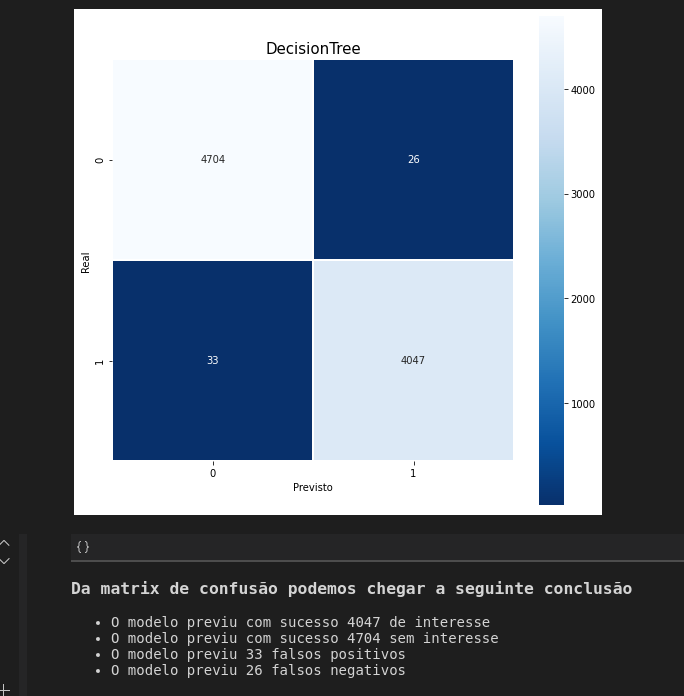 DecisionTree
4000
3000
2000
1000
0
4704
26
Real
1
33
4047
0
1
Previsto
{}
Da matrix de confusão podemos chegar a seguinte conclusão
• O modelo previu com sucesso 4047 de interesse
• O modelo previu com sucesso 4704 sem interesse
• O modelo previu 33 falsos positivos
• O modelo previu 26 falsos negativos